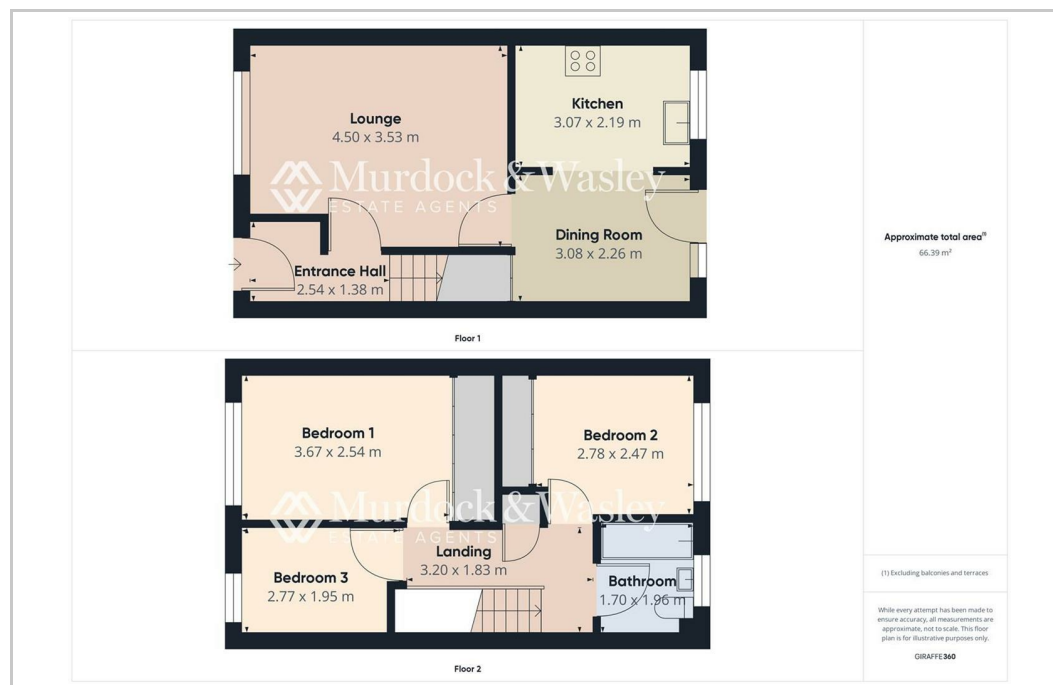 Lounge
4.50 x 3.53 m
Kitchen
3.07 x 2.19 m
Murdock & Wasley
ESTATE AGENTS
Dining Room
3.08 x 2.26 m
Entrance Hall
2.54 x 1.38 m
Floor 1
Approximate total area(1)
66.39 m²
Bedroom 1
3.67 x 2.54 m
Bedroom 2
2.78 x 2.47 m
Murdock & Wasley
ESTATE AGENTS
Landing
3.20 x 1.83 m
Bedroom 3
2.77 x 1.95 m
Bathroom
1.70 x 1.96 m
Floor 2
(1) Excluding balconies and terraces
While every attempt has been made to
ensure accuracy, all measurements are
approximate, not to scale. This floor
plan is for illustrative purposes only.
GIRAFFE360